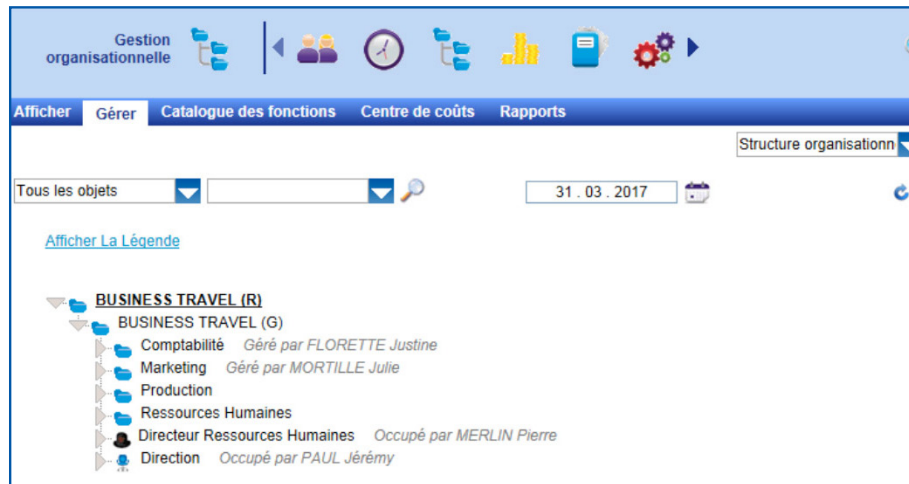 Gestion
organisationnelle
Afficher Gérer Catalogue des fonctions Centre de coûts Rapports
Structure organisationn
Tous les objets 31 . 03 . 2017
Afficher La Légende
BUSINESS TRAVEL (R)
BUSINESS TRAVEL (G)
Comptabilité Géré par FLORETTE Justine
Marketing Géré par MORTILLE Julie
Production
Ressources Humaines
Directeur Ressources Humaines Occupé par MERLIN Pierre
Direction Occupé par PAUL Jérémy